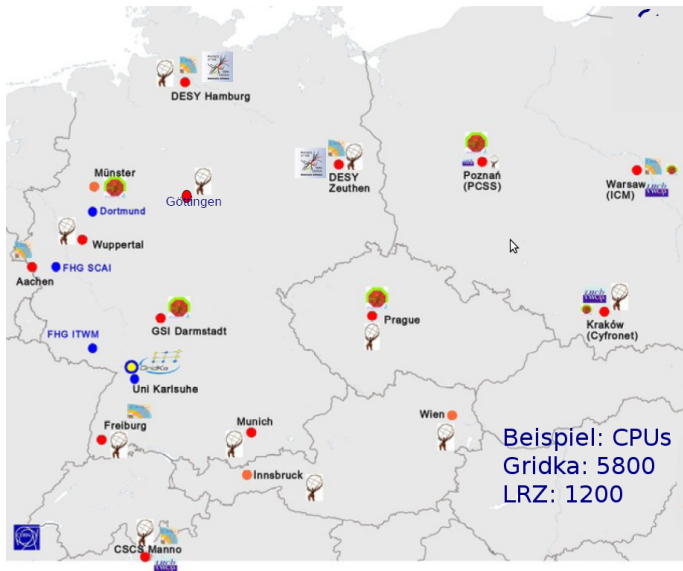 DESY Hamburg
Münster
Göttingen
DESY
Zeuthen
Poznań
(PCSS)
Warsaw
(ICM)
Dortmund
Wuppertal
FHG SCAI
Aachen
GSI Darmstadt
Prague
Kraków
(Cyfronet)
FHG ITWM
GridKa
Uni Karlsuhe
Freiburg
Munich
Wien
Innsbruck
Beispiel: CPUs
Gridka: 5800
LRZ: 1200
CSCS Manno